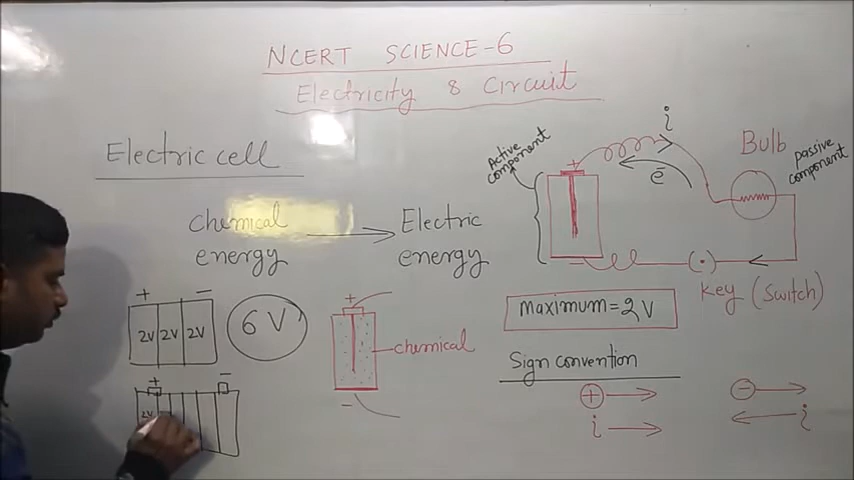 NCERT SCIENCE-6
Electricity & Circuit
Electric cell
chemical energy → Electric energy
+ −
2V 2V 2V
6 V
+ −
2V
+
chemical
−
Active component
+
−
i
e̅
Bulb
passive component
(•)
Key (Switch)
maximum = 2V
Sign convention
+ →
i →
− →
← i